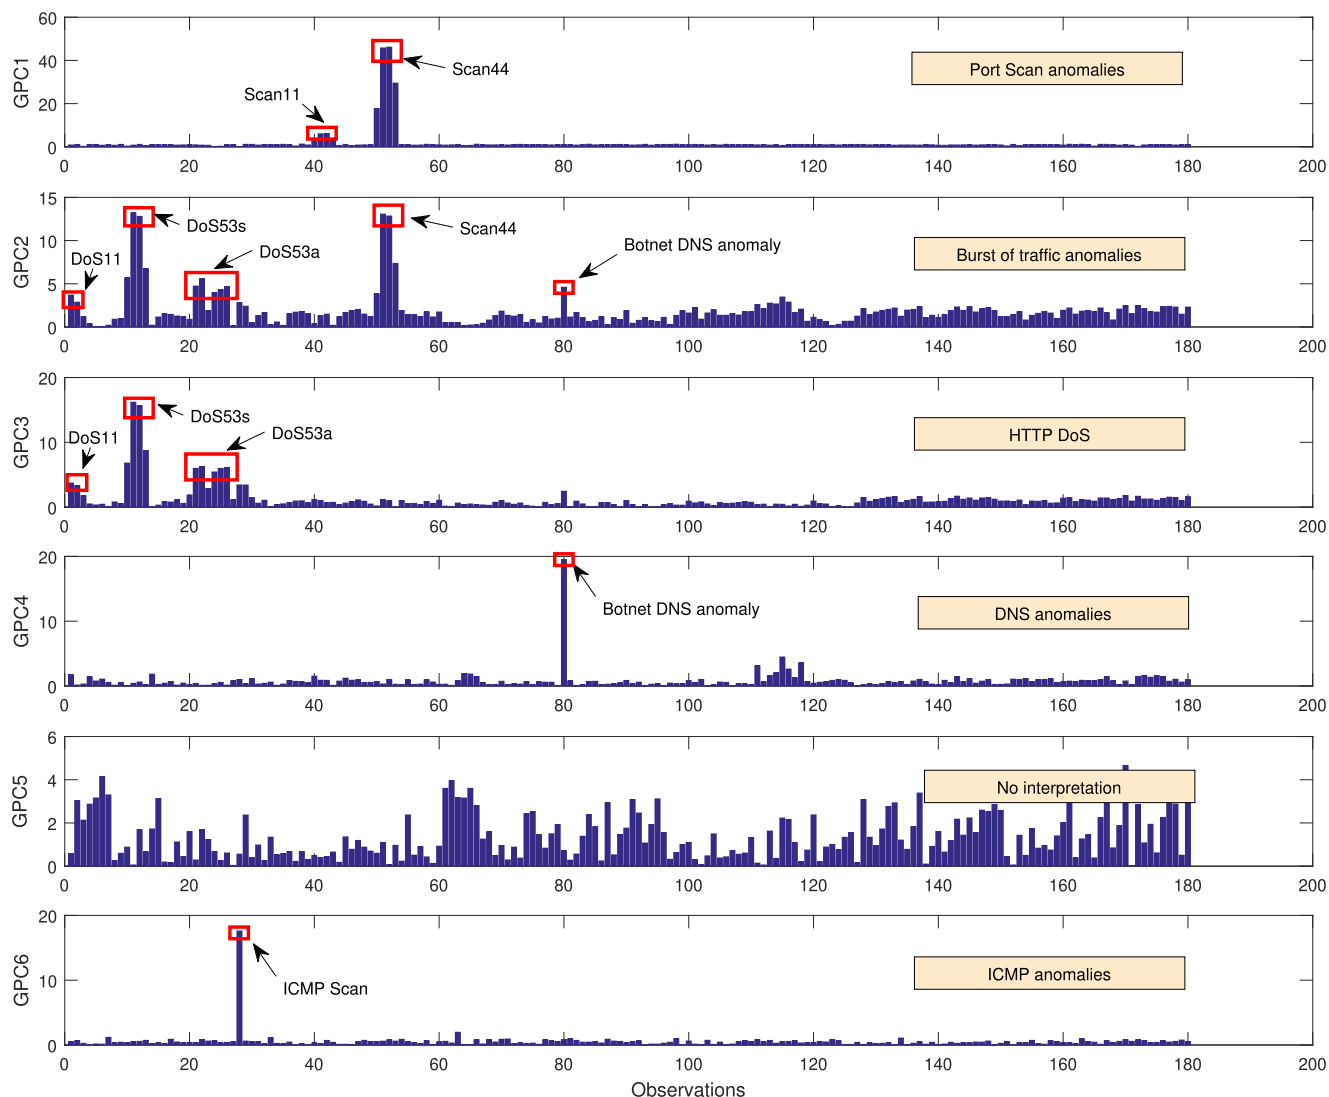 60
40
20
0
GPC1
Scan11
Scan44
Port Scan anomalies
0 20 40 60 80 100 120 140 160 180 200
15
10
5
0
GPC2
DoS11
DoS53s
DoS53a
Scan44
Botnet DNS anomaly
Burst of traffic anomalies
0 20 40 60 80 100 120 140 160 180 200
20
10
0
GPC3
DoS11
DoS53s
DoS53a
HTTP DoS
0 20 40 60 80 100 120 140 160 180 200
20
10
0
GPC4
Botnet DNS anomaly
DNS anomalies
0 20 40 60 80 100 120 140 160 180 200
6
4
2
0
GPC5
No interpretation
0 20 40 60 80 100 120 140 160 180 200
20
10
0
GPC6
ICMP Scan
ICMP anomalies
0 20 40 60 80 100 120 140 160 180 200
Observations